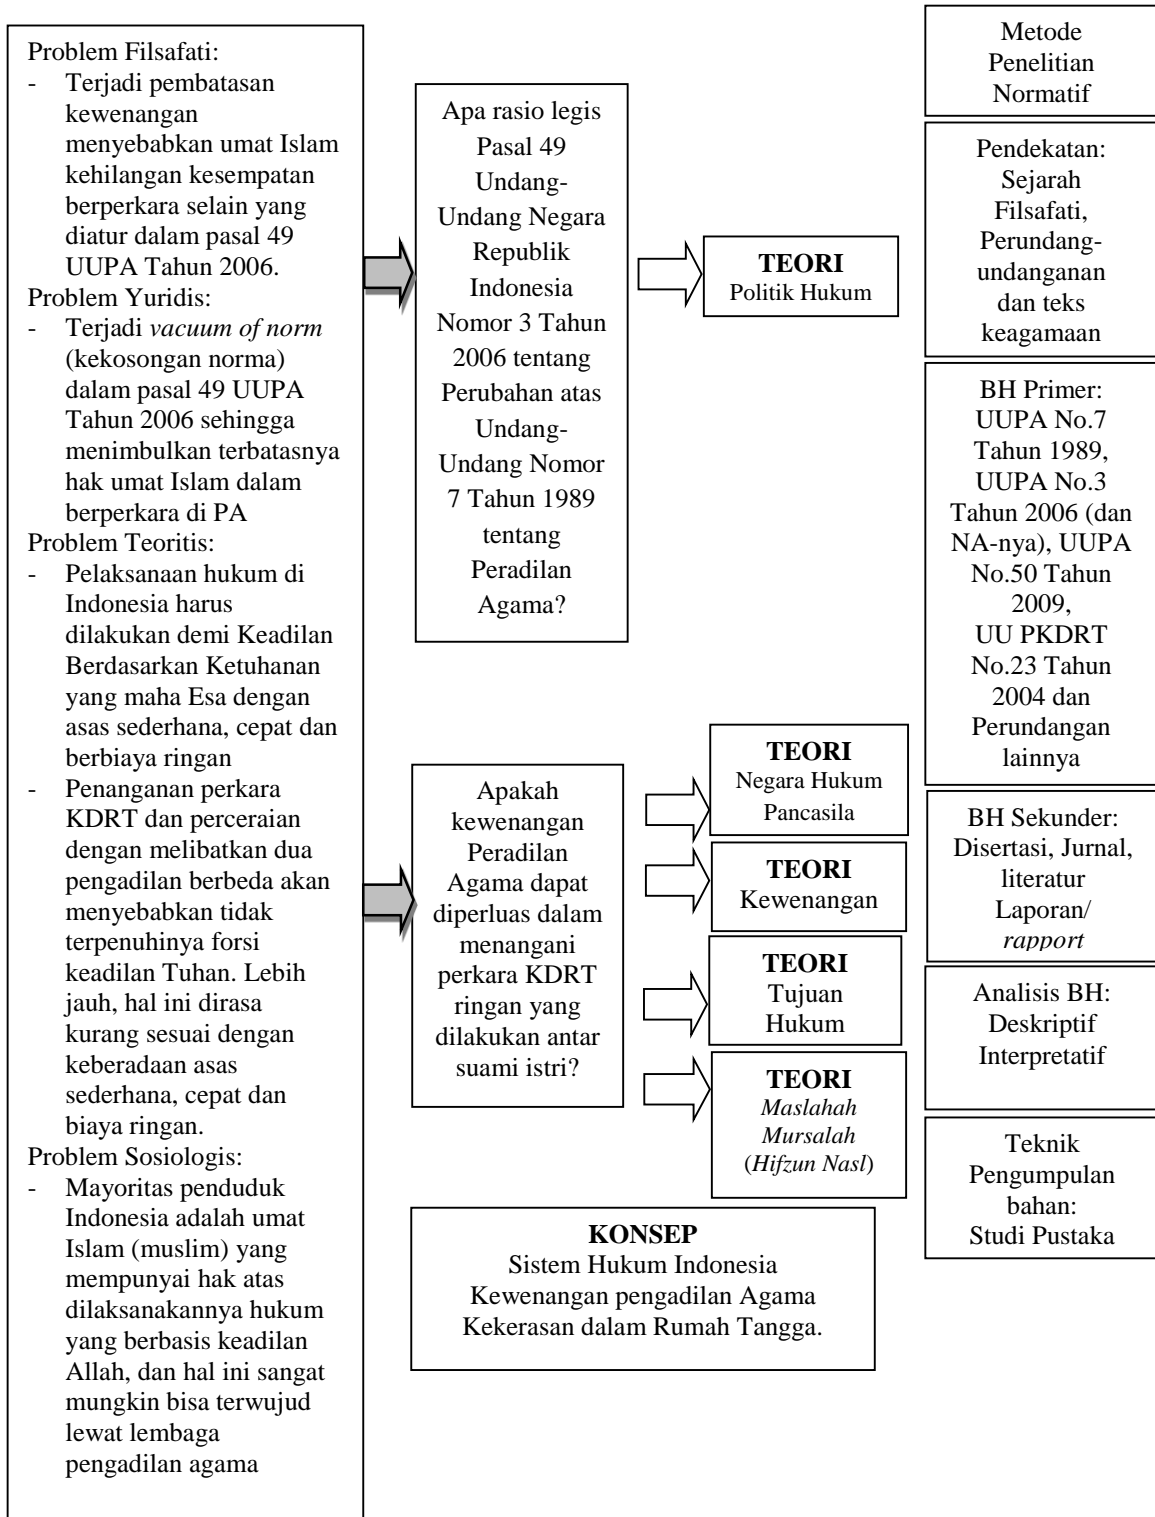 Problem Filsafati:
- Terjadi pembatasan
kewenangan
menyebabkan umat Islam
kehilangan kesempatan
berperkara selain yang
diatur dalam pasal 49
UUPA Tahun 2006.
Problem Yuridis:
- Terjadi vacuum of norm
(kekosongan norma)
dalam pasal 49 UUPA
Tahun 2006 sehingga
menimbulkan terbatasnya
hak umat Islam dalam
berperkara di PA
Problem Teoritis:
- Pelaksanaan hukum di
Indonesia harus
dilakukan demi Keadilan
Berdasarkan Ketuhanan
yang maha Esa dengan
asas sederhana, cepat dan
berbiaya ringan
- Penanganan perkara
KDRT dan perceraian
dengan melibatkan dua
pengadilan berbeda akan
menyebabkan tidak
terpenuhinya forsi
keadilan Tuhan. Lebih
jauh, hal ini dirasa
kurang sesuai dengan
keberadaan asas
sederhana, cepat dan
biaya ringan.
Problem Sosiologis:
- Mayoritas penduduk
Indonesia adalah umat
Islam (muslim) yang
mempunyai hak atas
dilaksanakannya hukum
yang berbasis keadilan
Allah, dan hal ini sangat
mungkin bisa terwujud
lewat lembaga
pengadilan agama
Apa rasio legis
Pasal 49
Undang-
Undang Negara
Republik
Indonesia
Nomor 3 Tahun
2006 tentang
Perubahan atas
Undang-
Undang Nomor
7 Tahun 1989
tentang
Peradilan
Agama?
TEORI
Politik Hukum
Apakah
kewenangan
Peradilan
Agama dapat
diperluas dalam
menangani
perkara KDRT
ringan yang
dilakukan antar
suami istri?
TEORI
Negara Hukum
Pancasila
TEORI
Kewenangan
TEORI
Tujuan
Hukum
TEORI
Maslahah
Mursalah
(Hifzun Nasl)
KONSEP
Sistem Hukum Indonesia
Kewenangan pengadilan Agama
Kekerasan dalam Rumah Tangga.
Metode
Penelitian
Normatif
Pendekatan:
Sejarah
Filsafati,
Perundang-
undanganan
dan teks
keagamaan
BH Primer:
UUPA No.7
Tahun 1989,
UUPA No.3
Tahun 2006 (dan
NA-nya), UUPA
No.50 Tahun
2009,
UU PKDRT
No.23 Tahun
2004 dan
Perundangan
lainnya
BH Sekunder:
Disertasi, Jurnal,
literatur
Laporan/
rapport
Analisis BH:
Deskriptif
Interpretatif
Teknik
Pengumpulan
bahan:
Studi Pustaka